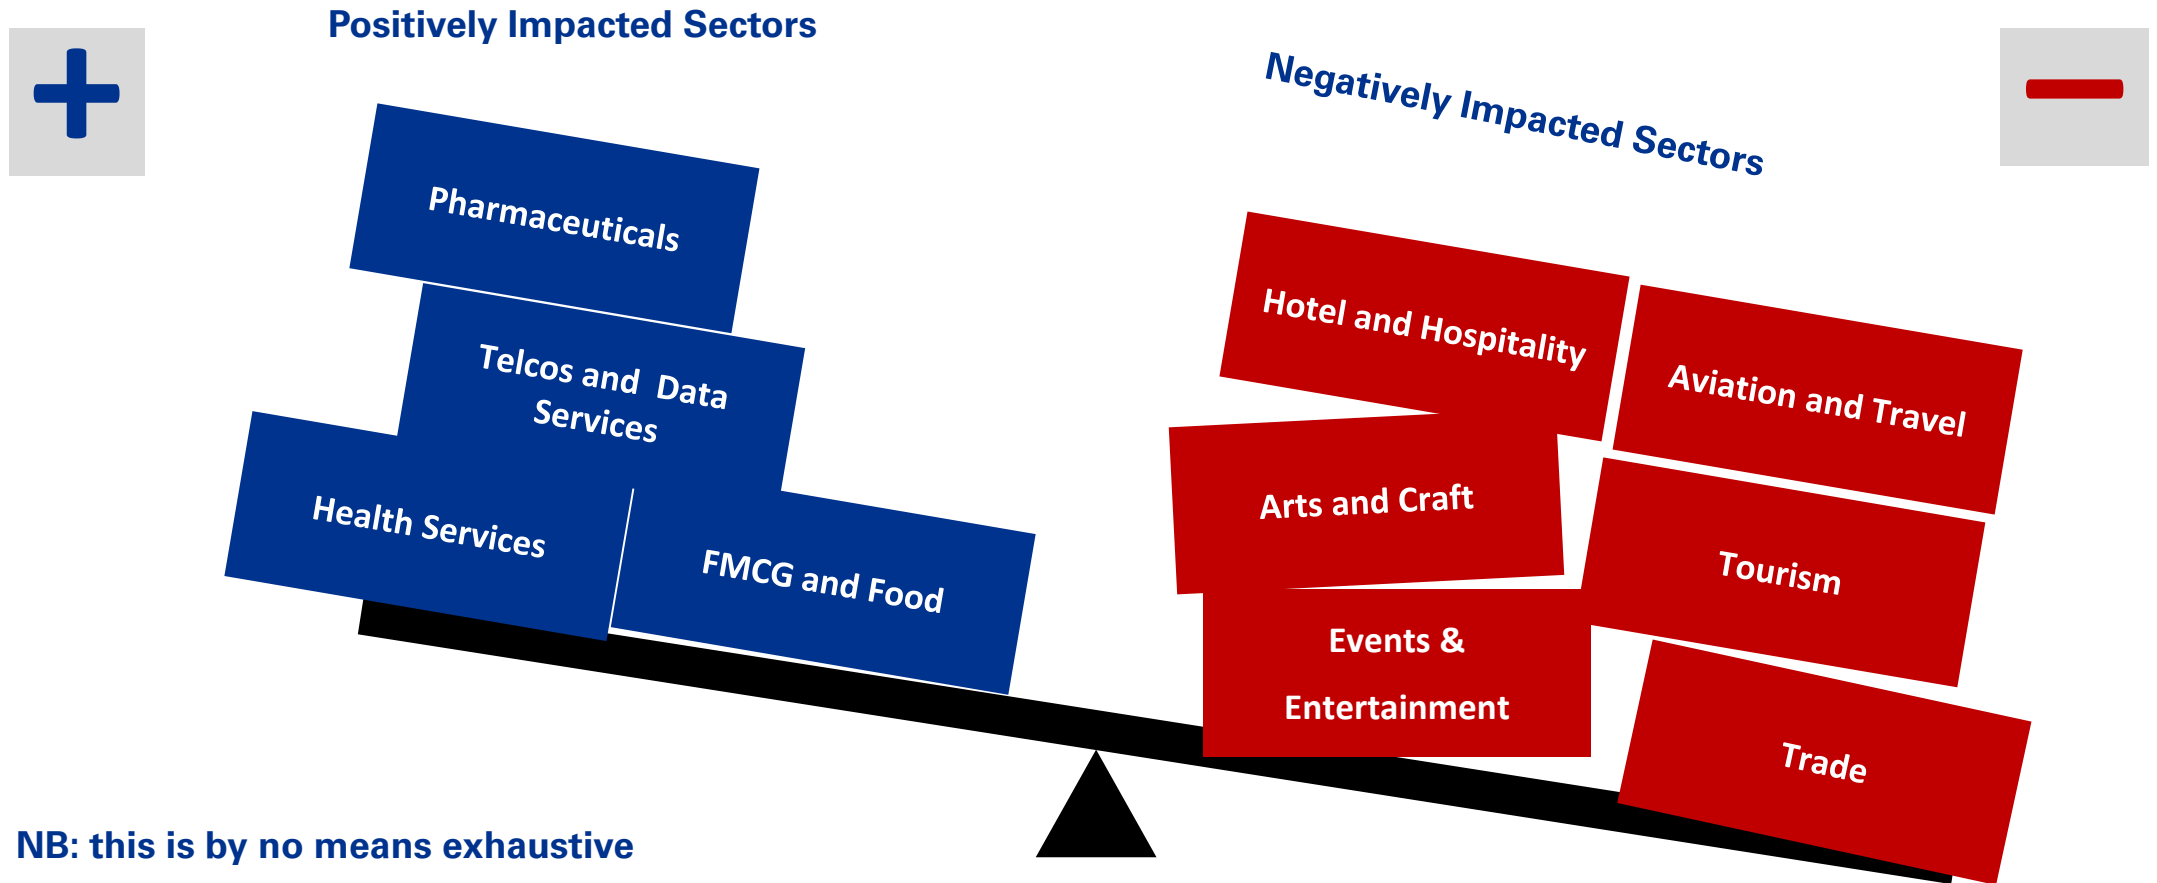 Positively Impacted Sectors
Negatively Impacted Sectors
Pharmaceuticals
Telcos and Data
Services
Health Services
FMCG and Food
Hotel and Hospitality
Aviation and Travel
Arts and Craft
Tourism
Events &
Entertainment
Trade
NB: this is by no means exhaustive